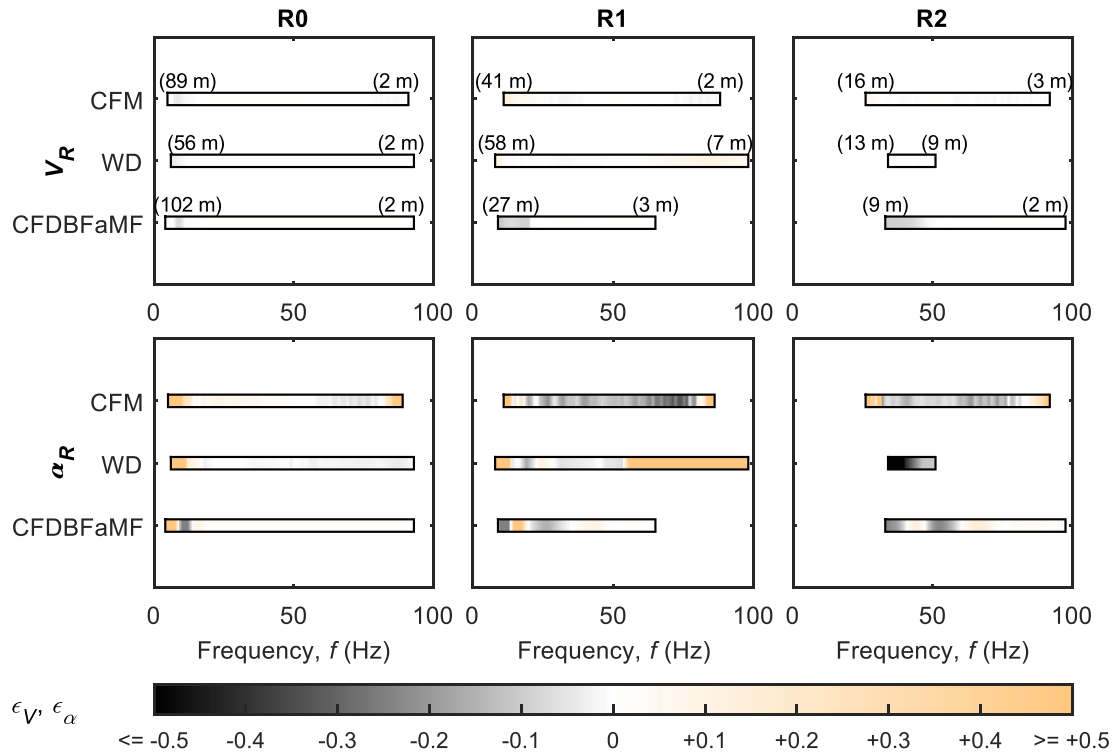 R0 R1 R2
(89 m) (2 m) (41 m) (2 m) (16 m) (3 m)
CFM
(56 m) (2 m) (58 m) (7 m) (13 m) (9 m)
V_R WD
(102 m) (2 m) (27 m) (3 m) (9 m) (2 m)
CFDBFaMF
0 50 100 0 50 100 0 50 100
CFM
α_R WD
CFDBFaMF
0 50 100 0 50 100 0 50 100
Frequency, f (Hz) Frequency, f (Hz) Frequency, f (Hz)
ϵ_V, ϵ_α
<= -0.5 -0.4 -0.3 -0.2 -0.1 0 +0.1 +0.2 +0.3 +0.4 >= +0.5